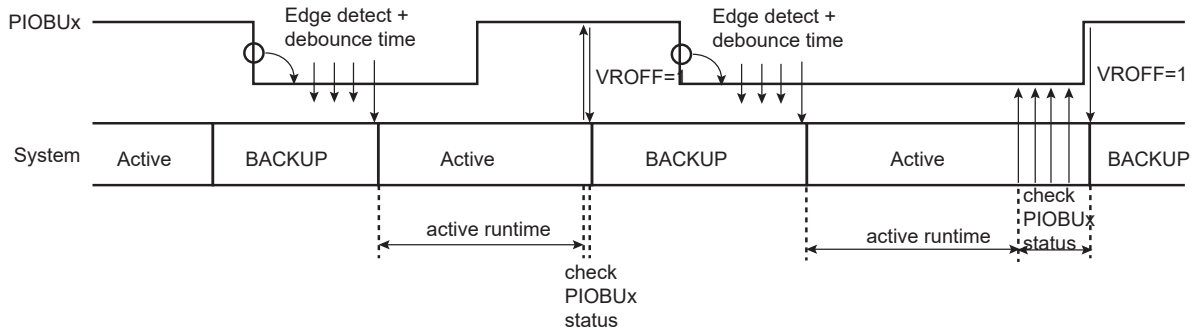 PIOBUx
Edge detect +
debounce time
VROFF=1
Edge detect +
debounce time
VROFF=1
System
Active
BACKUP
Active
BACKUP
Active
BACKUP
active runtime
check
PIOBUx
status
active runtime
check
PIOBUx
status